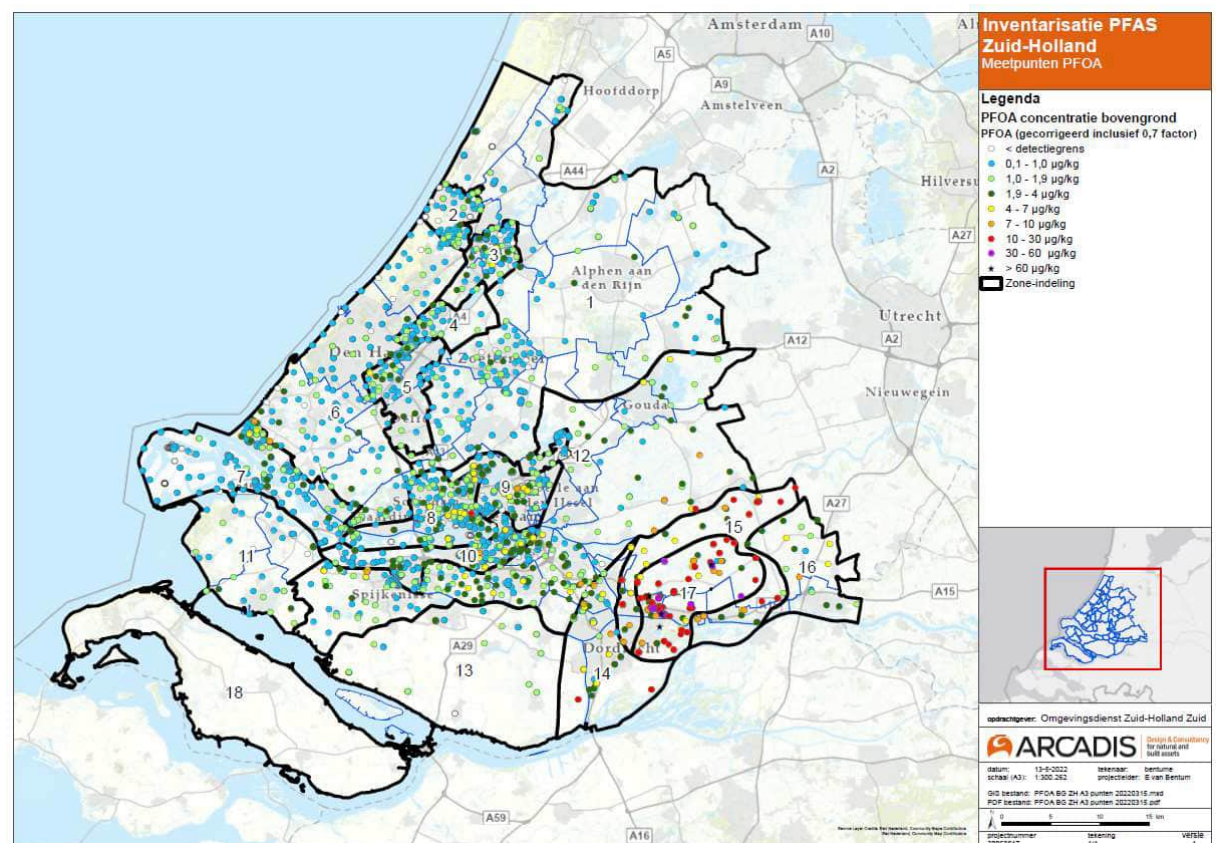 Amsterdam
A10
A5
Hoofddorp
A9
Amstelveen
A2
A44
Hilversu
A27
2
3
Alphen aan
den Rijn
1
A4
4
Utrecht
A12
A2
Den Ha
5
6
Nieuwegein
Gouda
12
7
9
8
A27
15
11
10
16
Spijkenisse
17
A15
A29
Dordrecht
13
14
18
A59
A16
Inventarisatie PFAS
Zuid-Holland
Meetpunten PFOA
Legenda
PFOA concentratie bovengrond
PFOA (gecorrigeerd inclusief 0,7 factor)
< detectiegrens
0,1 - 1,0 µg/kg
1,0 - 1,9 µg/kg
1,9 - 4 µg/kg
4 - 7 µg/kg
7 - 10 µg/kg
10 - 30 µg/kg
30 - 60 µg/kg
> 60 µg/kg
Zone-indeling
opdrachtgever: Omgevingsdienst Zuid-Holland Zuid
ARCADIS
Design & Consultancy
for natural and
built assets
datum: 13-6-2022 tekenaar: bentume
schaal (A3): 1:300.262 projectleider: E van Bentum
GIS bestand: PFOA BG ZH A3 punten 20220315.mxd
PDF bestand: PFOA BG ZH A3 punten 20220315.pdf
0 5 10 15 km
projectnummer tekening versie